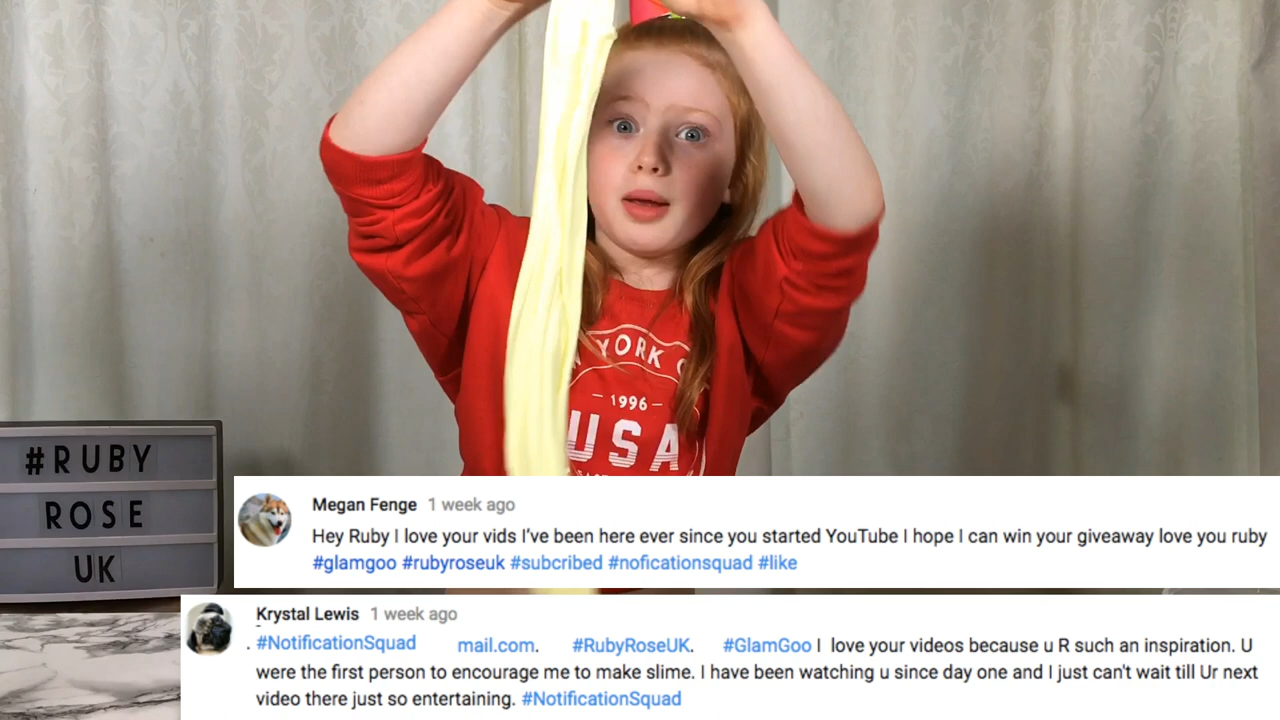 YORK
1996
USA
#RUBY
ROSE
UK
Megan Fenge 1 week ago
Hey Ruby I love your vids I've been here ever since you started YouTube I hope I can win your giveaway love you ruby
#glamgoo #rubyroseuk #subcribed #noficationsquad #like
Krystal Lewis 1 week ago
. #NotificationSquad mail.com. #RubyRoseUK. #GlamGoo I love your videos because u R such an inspiration. U
were the first person to encourage me to make slime. I have been watching u since day one and I just can't wait till Ur next
video there just so entertaining. #NotificationSquad